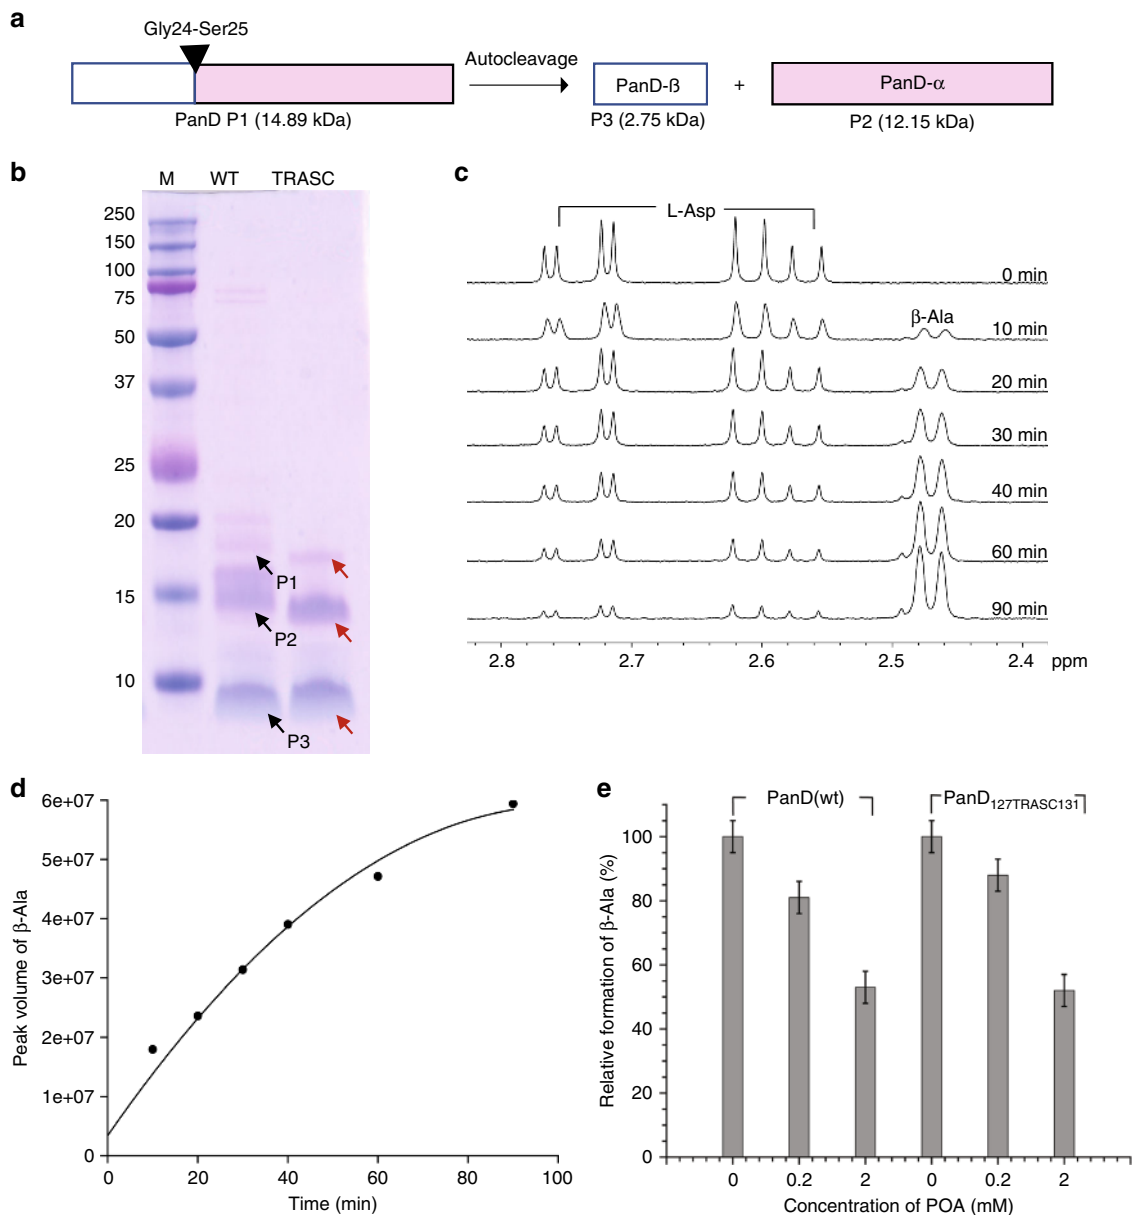 a
Gly24-Ser25
Autocleavage
PanD-ß
+
PanD-α
PanD P1 (14.89 kDa)
P3 (2.75 kDa)
P2 (12.15 kDa)
b
M WT TRASC
250
150
100
75
50
37
25
20
15
10
P1
P2
P3
c
L-Asp
0 min
β-Ala
10 min
20 min
30 min
40 min
60 min
90 min
2.8 2.7 2.6 2.5 2.4 ppm
d
Peak volume of β-Ala
6e+07
5e+07
4e+07
3e+07
2e+07
1e+07
0
0 20 40 60 80 100
Time (min)
e
PanD(wt)
PanD127TRASC131
Relative formation of β-Ala (%)
100
80
60
40
20
0
0 0.2 2 0 0.2 2
Concentration of POA (mM)